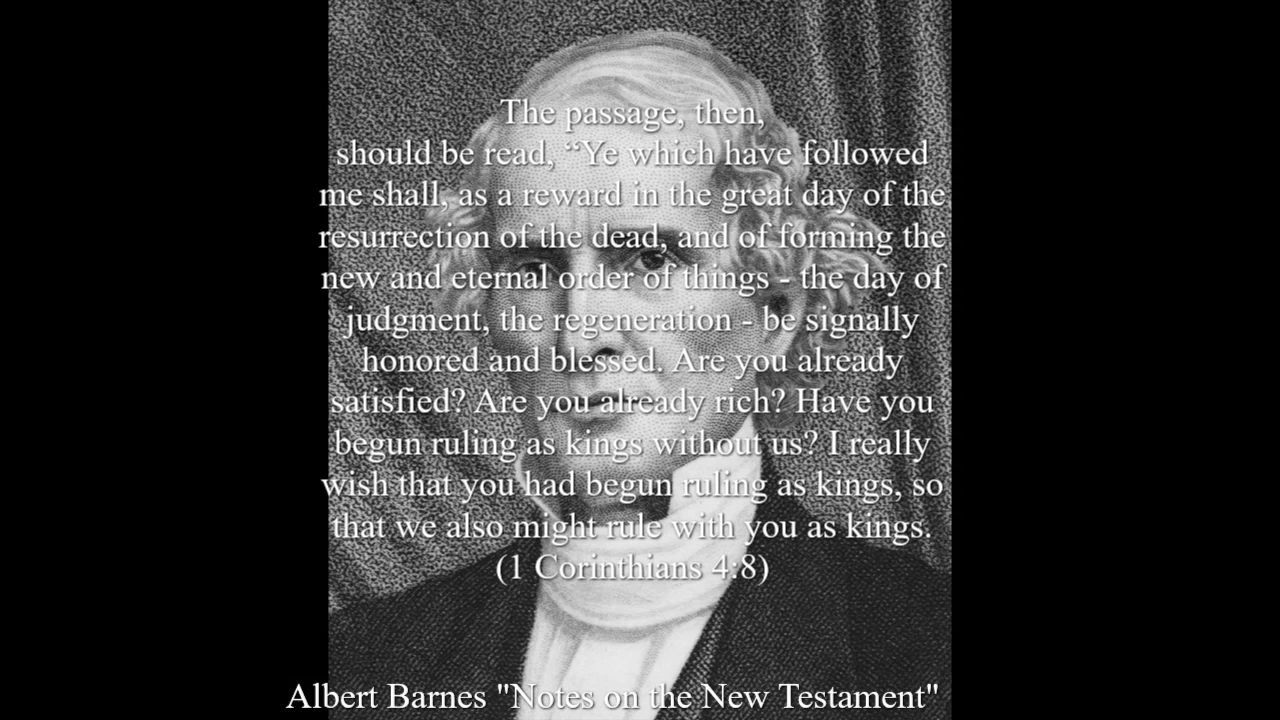 The passage, then,
should be read, “Ye which have followed
me shall, as a reward in the great day of the
resurrection of the dead, and of forming the
new and eternal order of things - the day of
judgment, the regeneration - be signally
honored and blessed. Are you already
satisfied? Are you already rich? Have you
begun ruling as kings without us? I really
wish that you had begun ruling as kings, so
that we also might rule with you as kings.
(1 Corinthians 4:8)
Albert Barnes "Notes on the New Testament"